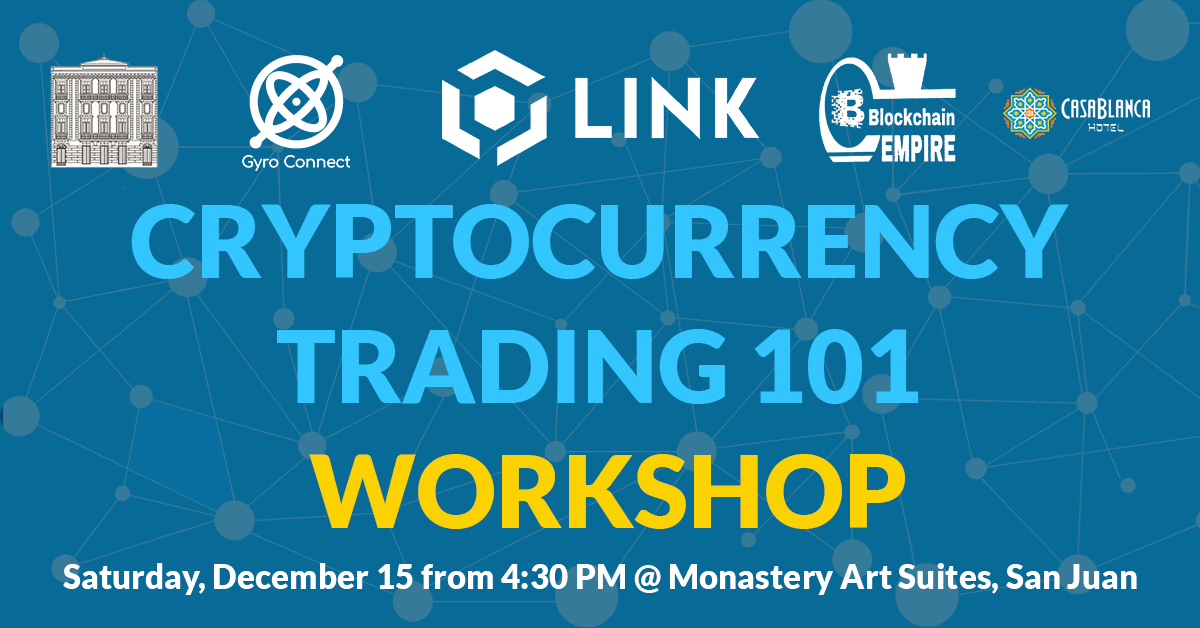 Gyro Connect
LINK
Blockchain
EMPIRE
CASABLANCA
HOTEL
CRYPTOCURRENCY
TRADING 101
WORKSHOP
Saturday, December 15 from 4:30 PM @ Monastery Art Suites, San Juan